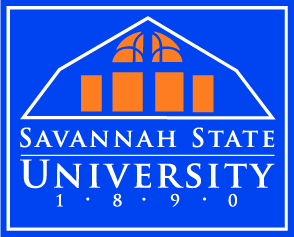 SAVANNAH STATE
UNIVERSITY
1 · 8 · 9 · 0